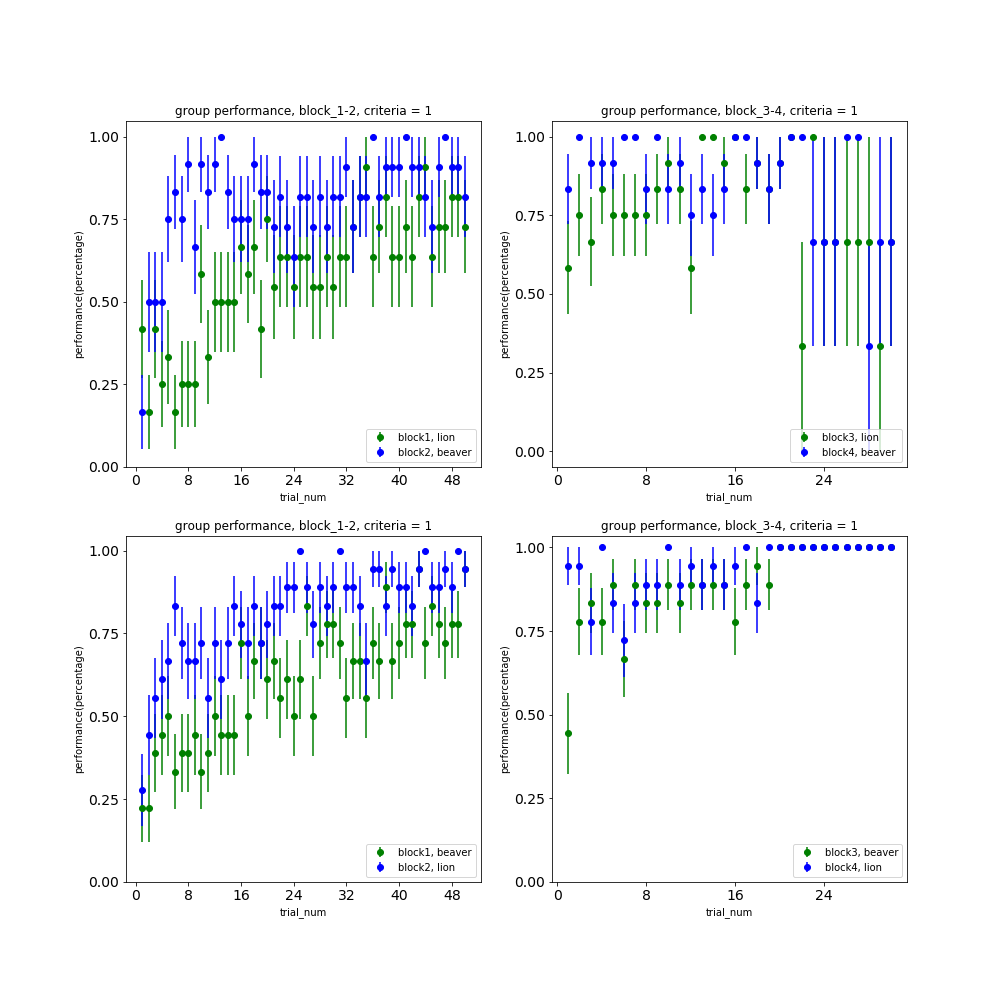 group performance, block_1-2, criteria = 1
performance(percentage)
1.00
0.75
0.50
0.25
0.00
0 8 16 24 32 40 48
trial_num
block1, lion
block2, beaver
group performance, block_3-4, criteria = 1
performance(percentage)
1.00
0.75
0.50
0.25
0.00
0 8 16 24
trial_num
block3, lion
block4, beaver
group performance, block_1-2, criteria = 1
performance(percentage)
1.00
0.75
0.50
0.25
0.00
0 8 16 24 32 40 48
trial_num
block1, beaver
block2, lion
group performance, block_3-4, criteria = 1
performance(percentage)
1.00
0.75
0.50
0.25
0.00
0 8 16 24
trial_num
block3, beaver
block4, lion